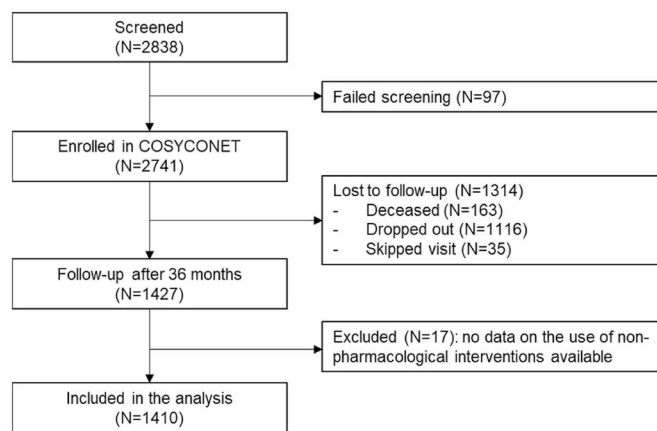 Screened
(N=2838)
Failed screening (N=97)
Enrolled in COSYCONET
(N=2741)
Lost to follow-up (N=1314)
- Deceased (N=163)
- Dropped out (N=1116)
- Skipped visit (N=35)
Follow-up after 36 months
(N=1427)
Excluded (N=17): no data on the use of non-
pharmacological interventions available
Included in the analysis
(N=1410)